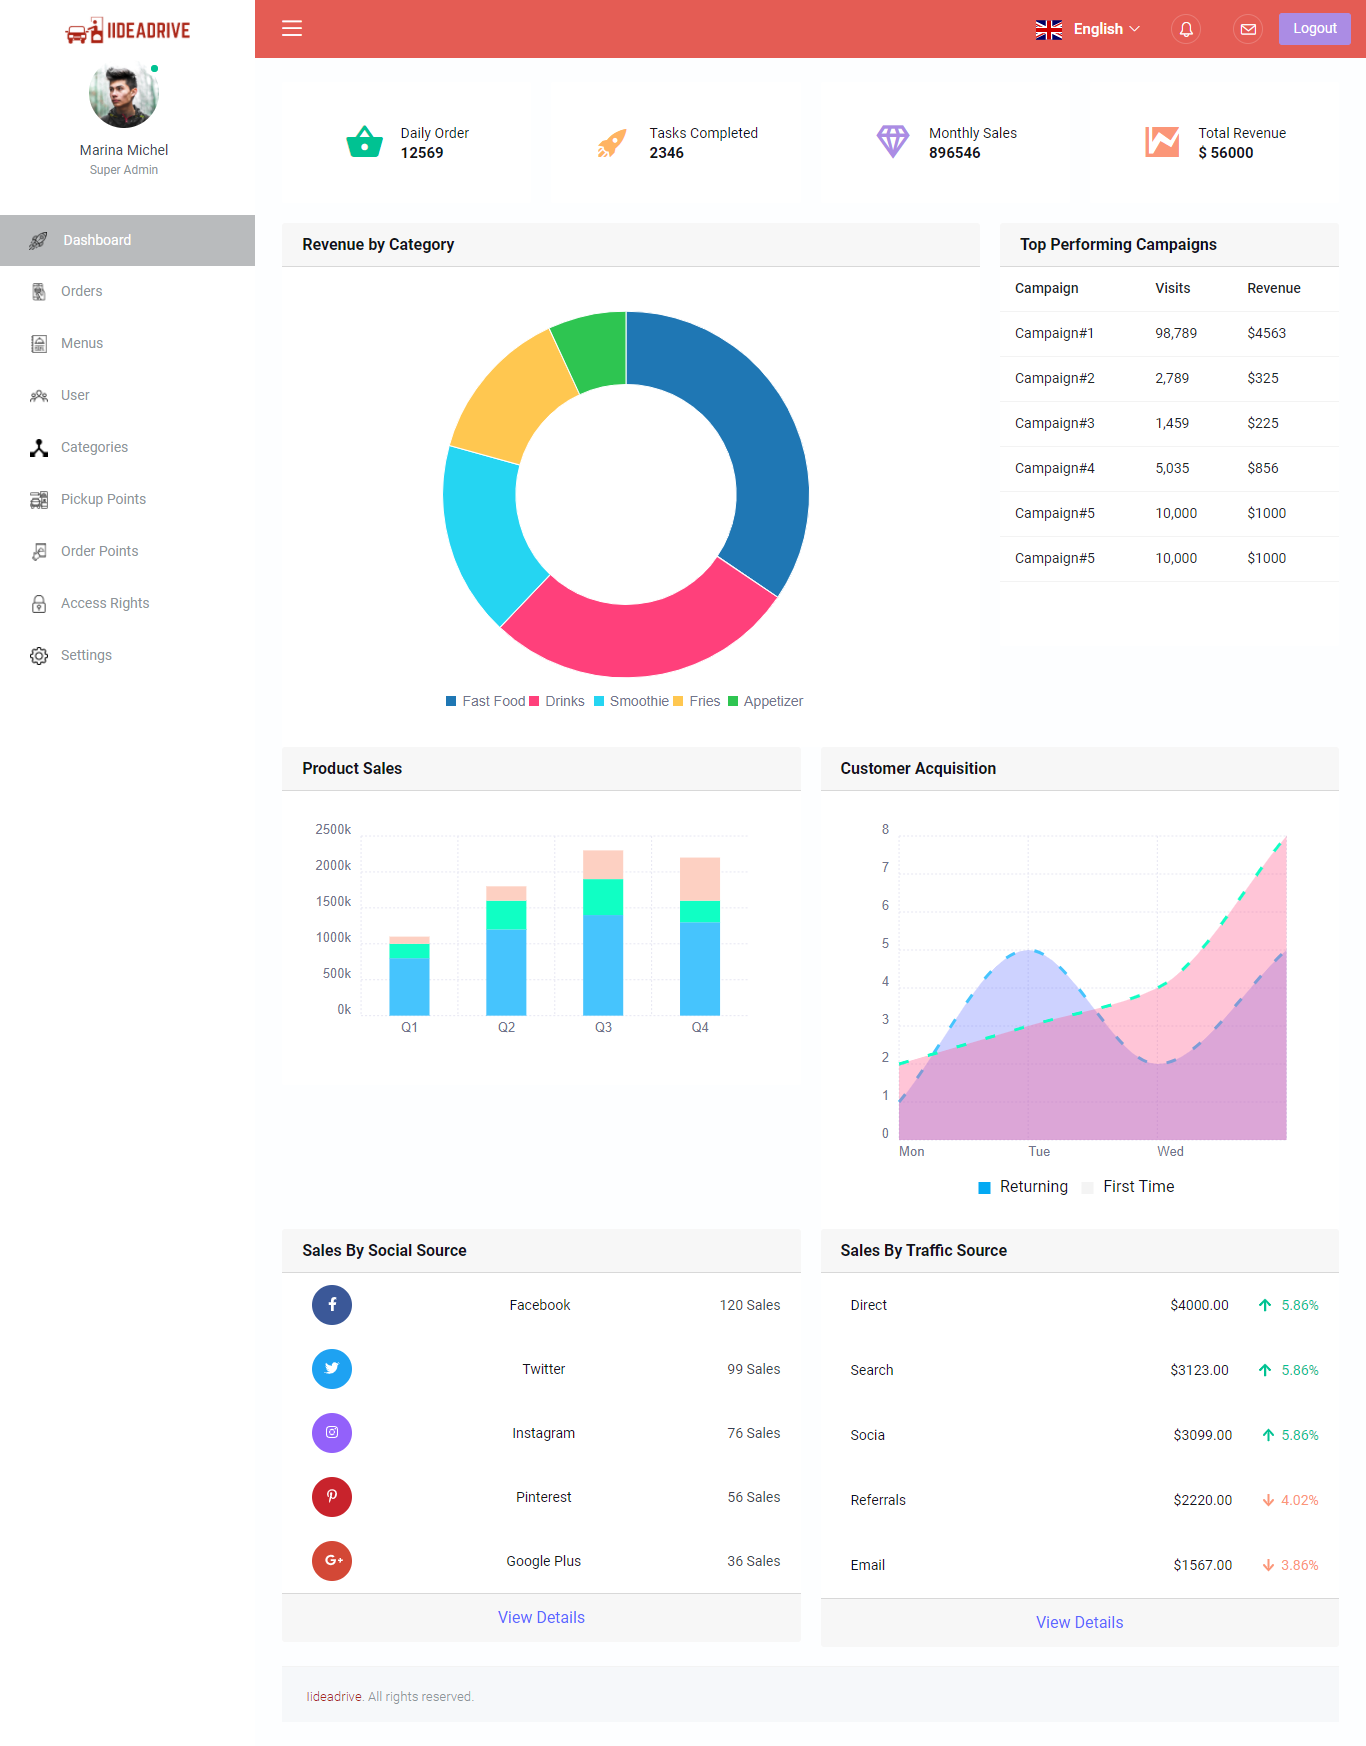 IIDEADRIVE
English
Logout
Marina Michel
Super Admin
Dashboard
Orders
Menus
User
Categories
Pickup Points
Order Points
Access Rights
Settings
Daily Order
12569
Tasks Completed
2346
Monthly Sales
896546
Total Revenue
$ 56000
Revenue by Category
Fast Food Drinks Smoothie Fries Appetizer
Top Performing Campaigns
Campaign Visits Revenue
Campaign#1 98,789 $4563
Campaign#2 2,789 $325
Campaign#3 1,459 $225
Campaign#4 5,035 $856
Campaign#5 10,000 $1000
Campaign#5 10,000 $1000
Product Sales
2500k
2000k
1500k
1000k
500k
0k
Q1 Q2 Q3 Q4
Customer Acquisition
8
7
6
5
4
3
2
1
0
Mon Tue Wed
Returning First Time
Sales By Social Source
Facebook 120 Sales
Twitter 99 Sales
Instagram 76 Sales
Pinterest 56 Sales
G+ Google Plus 36 Sales
View Details
Sales By Traffic Source
Direct $4000.00 5.86%
Search $3123.00 5.86%
Socia $3099.00 5.86%
Referrals $2220.00 4.02%
Email $1567.00 3.86%
View Details
Iideadrive. All rights reserved.